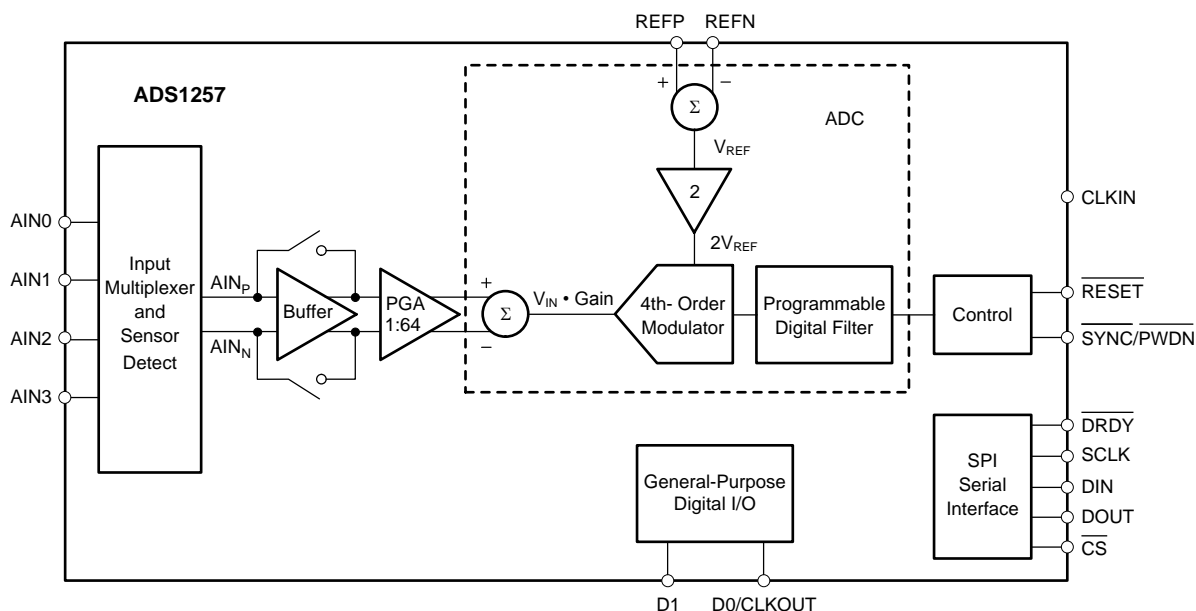 REFP REFN
ADS1257
+ −
Σ
ADC
V_REF
2
2V_REF
CLKIN
AIN0
AIN1
AIN2
AIN3
Input
Multiplexer
and
Sensor
Detect
AIN_P
AIN_N
Buffer
PGA
1:64
+
Σ
−
V_IN • Gain
4th- Order
Modulator
Programmable
Digital Filter
Control
RESET
SYNC/PWDN
General-Purpose
Digital I/O
SPI
Serial
Interface
DRDY
SCLK
DIN
DOUT
CS
D1 D0/CLKOUT